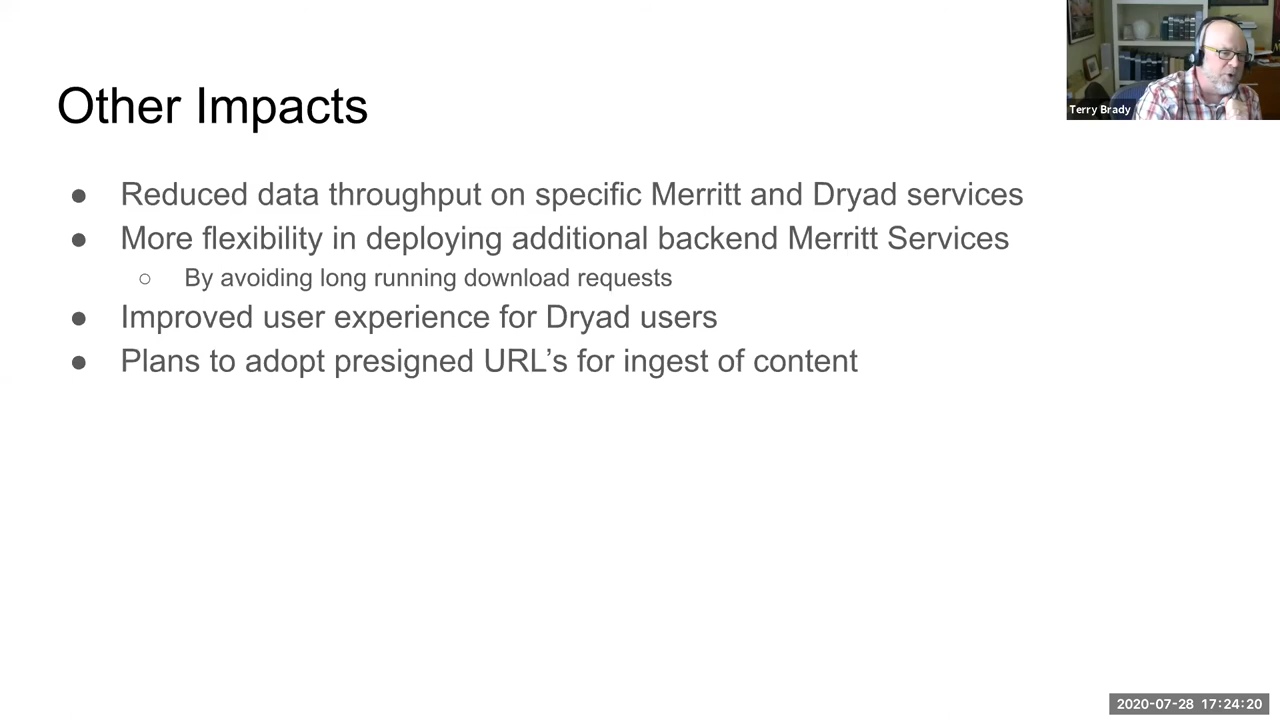 Other Impacts
Terry Brady
● Reduced data throughput on specific Merritt and Dryad services
● More flexibility in deploying additional backend Merritt Services
○ By avoiding long running download requests
● Improved user experience for Dryad users
● Plans to adopt presigned URL’s for ingest of content
2020-07-28 17:24:20